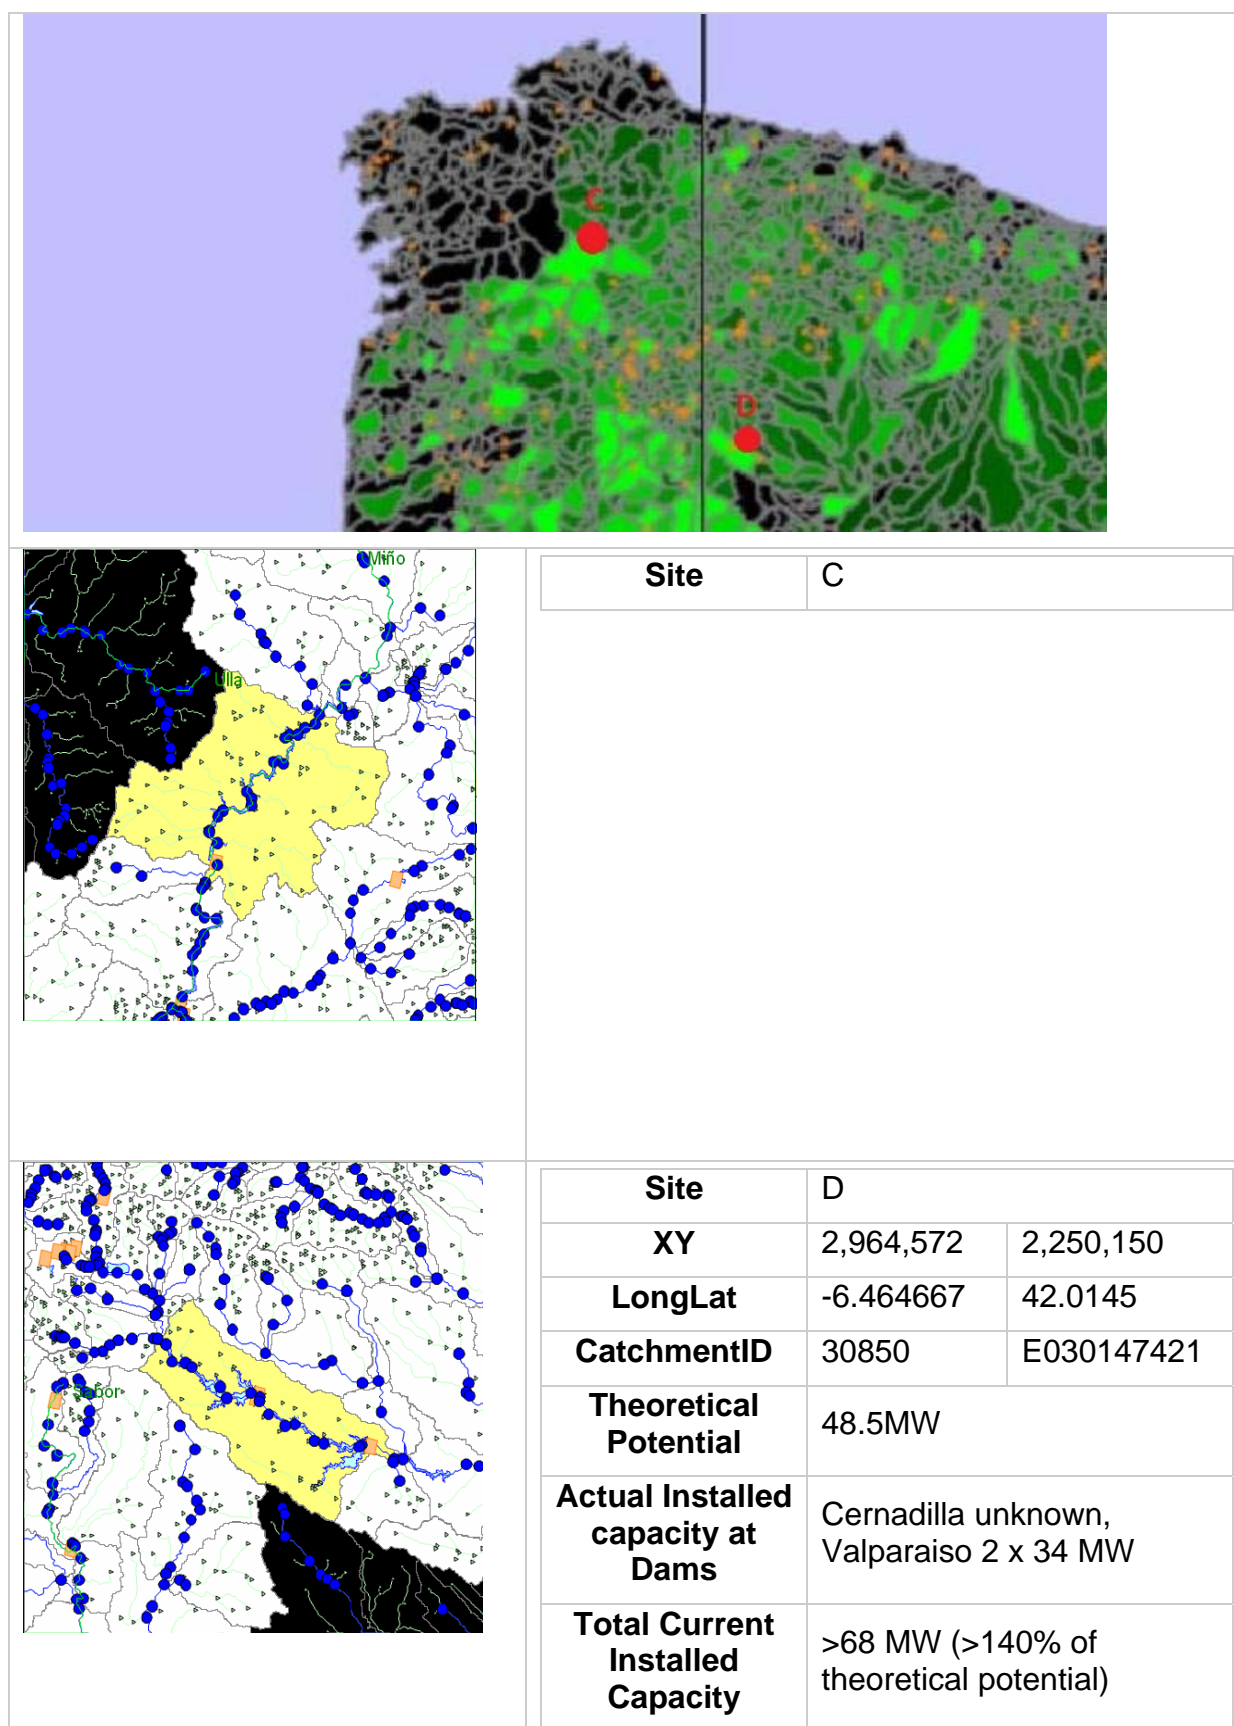 C
D
Miño
Ulla
Site C
Sabor
Site D
XY 2,964,572 2,250,150
LongLat -6.464667 42.0145
CatchmentID 30850 E030147421
Theoretical
Potential
48.5MW
Actual Installed
capacity at
Dams
Cernadilla unknown,
Valparaiso 2 x 34 MW
Total Current
Installed
Capacity
>68 MW (>140% of
theoretical potential)